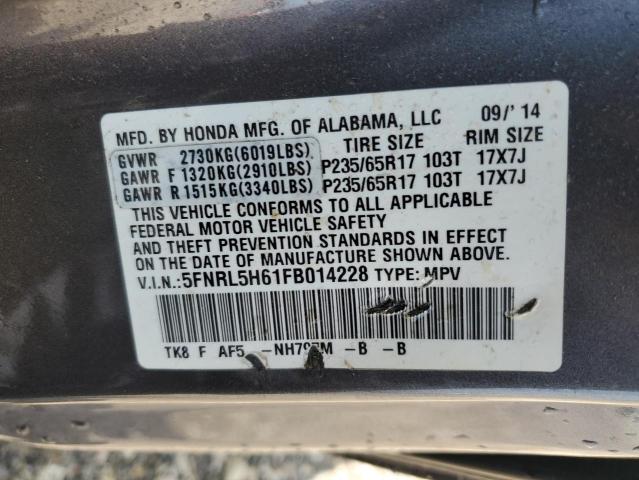 MFD. BY HONDA MFG. OF ALABAMA, LLC 09/'14
TIRE SIZE RIM SIZE
GVWR 2730KG(6019LBS)
GAWR F 1320KG(2910LBS) P235/65R17 103T 17X7J
GAWR R 1515KG(3340LBS) P235/65R17 103T 17X7J
THIS VEHICLE CONFORMS TO ALL APPLICABLE
FEDERAL MOTOR VEHICLE SAFETY
AND THEFT PREVENTION STANDARDS IN EFFECT
ON THE DATE OF MANUFACTURE SHOWN ABOVE.
V.I.N.:5FNRL5H61FB014228 TYPE: MPV
TK8 F AF5 -B -B